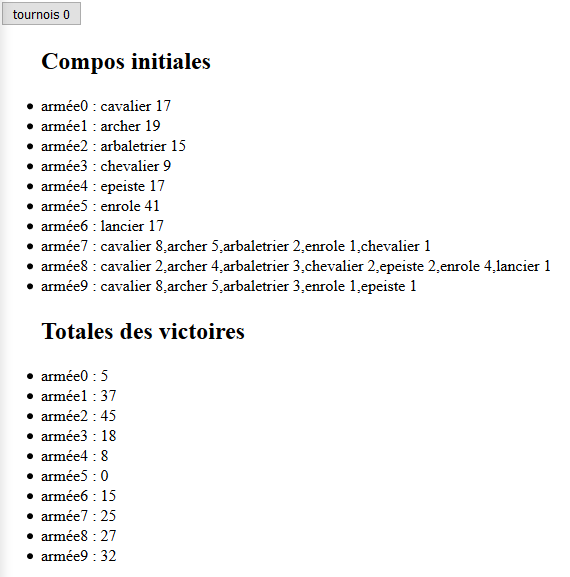 tournois 0
Compos initiales
armée0 : cavalier 17
armée1 : archer 19
armée2 : arbaletrier 15
armée3 : chevalier 9
armée4 : epeiste 17
armée5 : enrole 41
armée6 : lancier 17
armée7 : cavalier 8,archer 5,arbaletrier 2,enrole 1,chevalier 1
armée8 : cavalier 2,archer 4,arbaletrier 3,chevalier 2,epeiste 2,enrole 4,lancier 1
armée9 : cavalier 8,archer 5,arbaletrier 3,enrole 1,epeiste 1
Totales des victoires
armée0 : 5
armée1 : 37
armée2 : 45
armée3 : 18
armée4 : 8
armée5 : 0
armée6 : 15
armée7 : 25
armée8 : 27
armée9 : 32